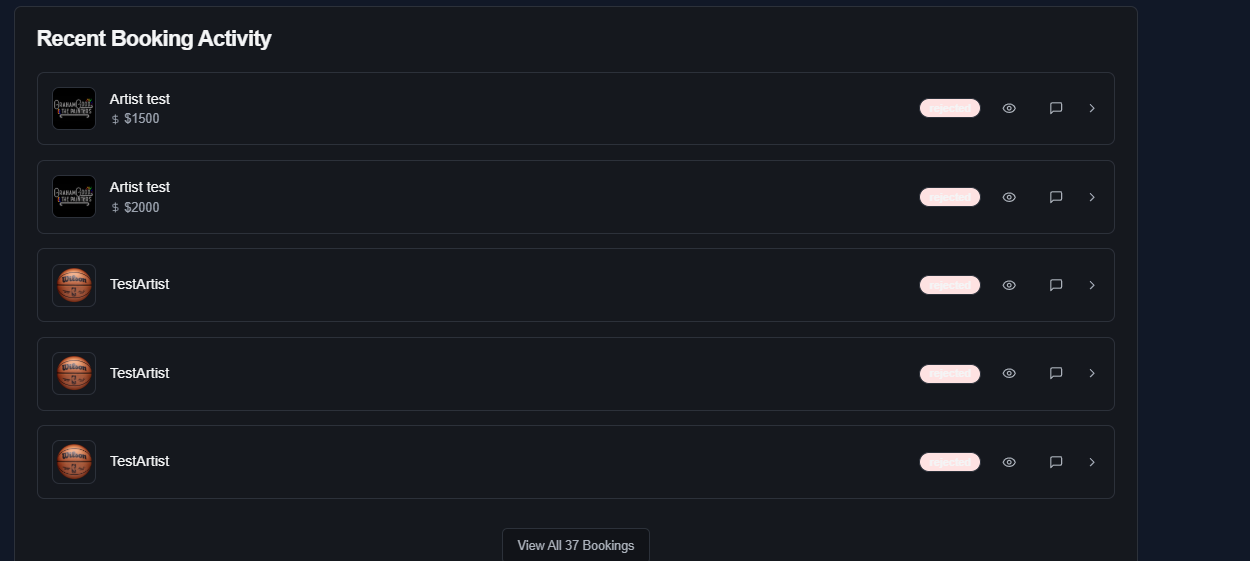 Recent Booking Activity
Artist test
$ $1500
rejected
Artist test
$ $2000
rejected
TestArtist
rejected
TestArtist
rejected
TestArtist
rejected
View All 37 Bookings